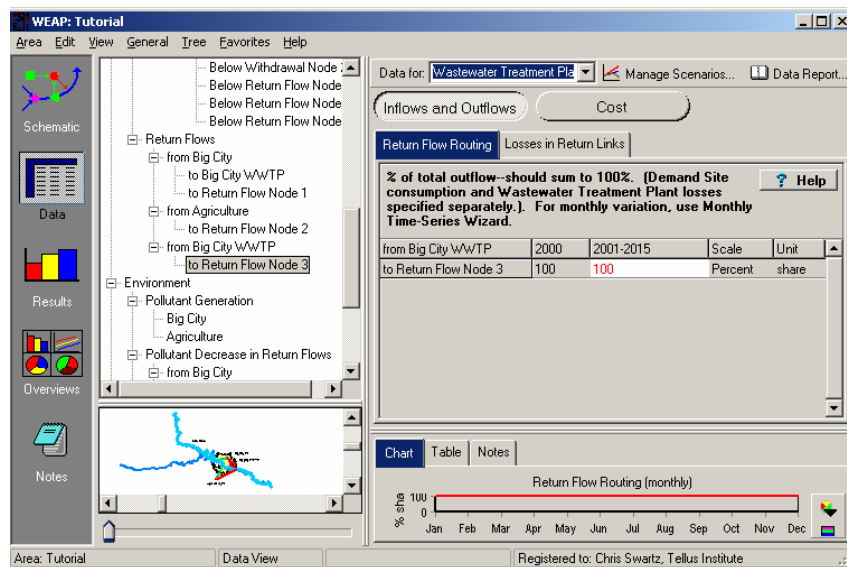 WEAP: Tutorial
Area Edit View General Tree Favorites Help
Schematic
Data
Results
Overviews
Notes
Below Withdrawal Node
Below Return Flow Node
Below Return Flow Node
Below Return Flow Node
Return Flows
from Big City
to Big City WWTP
to Return Flow Node 1
from Agriculture
to Return Flow Node 2
from Big City WWTP
to Return Flow Node 3
Environment
Pollutant Generation
Big City
Agriculture
Pollutant Decrease in Return Flows
from Big City
Data for: Wastewater Treatment Pla Manage Scenarios... Data Report...
Inflows and Outflows Cost
Return Flow Routing Losses in Return Links
% of total outflow--should sum to 100%. (Demand Site
consumption and Wastewater Treatment Plant losses
specified separately.). For monthly variation, use Monthly
Time-Series Wizard.
? Help
from Big City WWTP 2000 2001-2015 Scale Unit
to Return Flow Node 3 100 100 Percent share
Chart Table Notes
Return Flow Routing (monthly)
% sha
100
0
Jan Feb Mar Apr May Jun Jul Aug Sep Oct Nov Dec
Area: Tutorial Data View Registered to: Chris Swartz, Tellus Institute